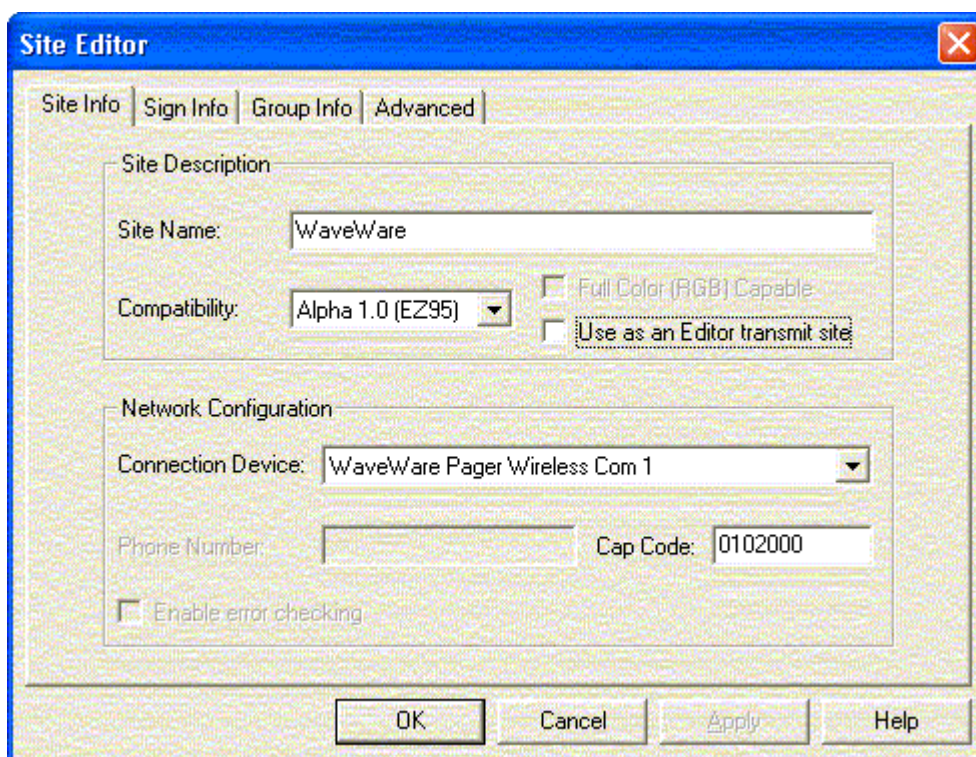 Site Editor
Site Info Sign Info Group Info Advanced
Site Description
Site Name: WaveWare
Compatibility: Alpha 1.0 (EZ95)
Full Color (RGB) Capable
Use as an Editor transmit site
Network Configuration
Connection Device: WaveWare Pager Wireless Com 1
Phone Number: Cap Code: 0102000
Enable error checking
OK Cancel Apply Help